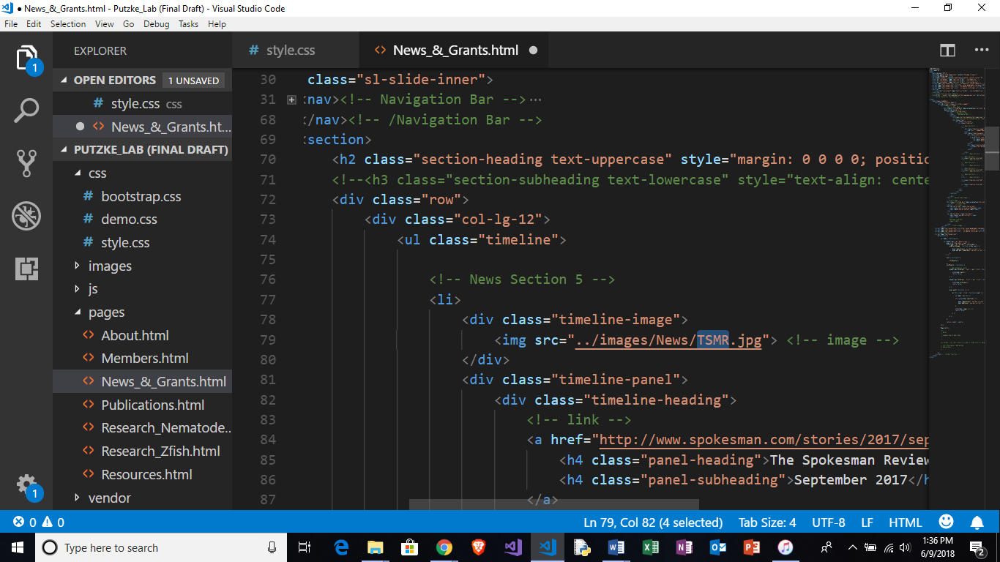 ● News_&_Grants.html - Putzke_Lab (Final Draft) - Visual Studio Code
File Edit Selection View Go Debug Tasks Help
EXPLORER
OPEN EDITORS 1 UNSAVED
# style.css css
● <> News_&_Grants.ht...
PUTZKE_LAB (FINAL DRAFT)
css
# bootstrap.css
# demo.css
# style.css
images
js
pages
<> About.html
<> Members.html
<> News_&_Grants.html
<> Publications.html
<> Research_Nematode...
<> Research_Zfish.html
<> Resources.html
vendor
1
1
# style.css
<> News_&_Grants.html ●
30 class="sl-slide-inner">
31 <nav><!-- Navigation Bar -->...
68 </nav><!-- /Navigation Bar -->
69 <section>
70 <h2 class="section-heading text-uppercase" style="margin: 0 0 0 0; positio
71 <!--<h3 class="section-subheading text-lowercase" style="text-align: cente
72 <div class="row">
73 <div class="col-lg-12">
74 <ul class="timeline">
75
76 <!-- News Section 5 -->
77 <li>
78 <div class="timeline-image">
79 <img src="../images/News/TSMR.jpg"> <!-- image -->
80 </div>
81 <div class="timeline-panel">
82 <div class="timeline-heading">
83 <!-- link -->
84 <a href="http://www.spokesman.com/stories/2017/sep
85 <h4 class="panel-heading">The Spokesman Review
86 <h4 class="panel-subheading">September 2017</h
87 </a>
0 0 Ln 79, Col 82 (4 selected) Tab Size: 4 UTF-8 LF HTML
Type here to search
1:36 PM
6/9/2018
2